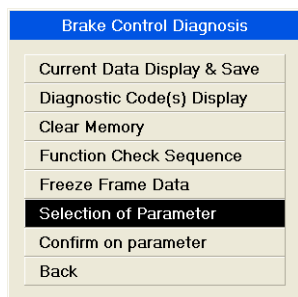 Brake Control Diagnosis
Current Data Display & Save
Diagnostic Code(s) Display
Clear Memory
Function Check Sequence
Freeze Frame Data
Selection of Parameter
Confirm on parameter
Back